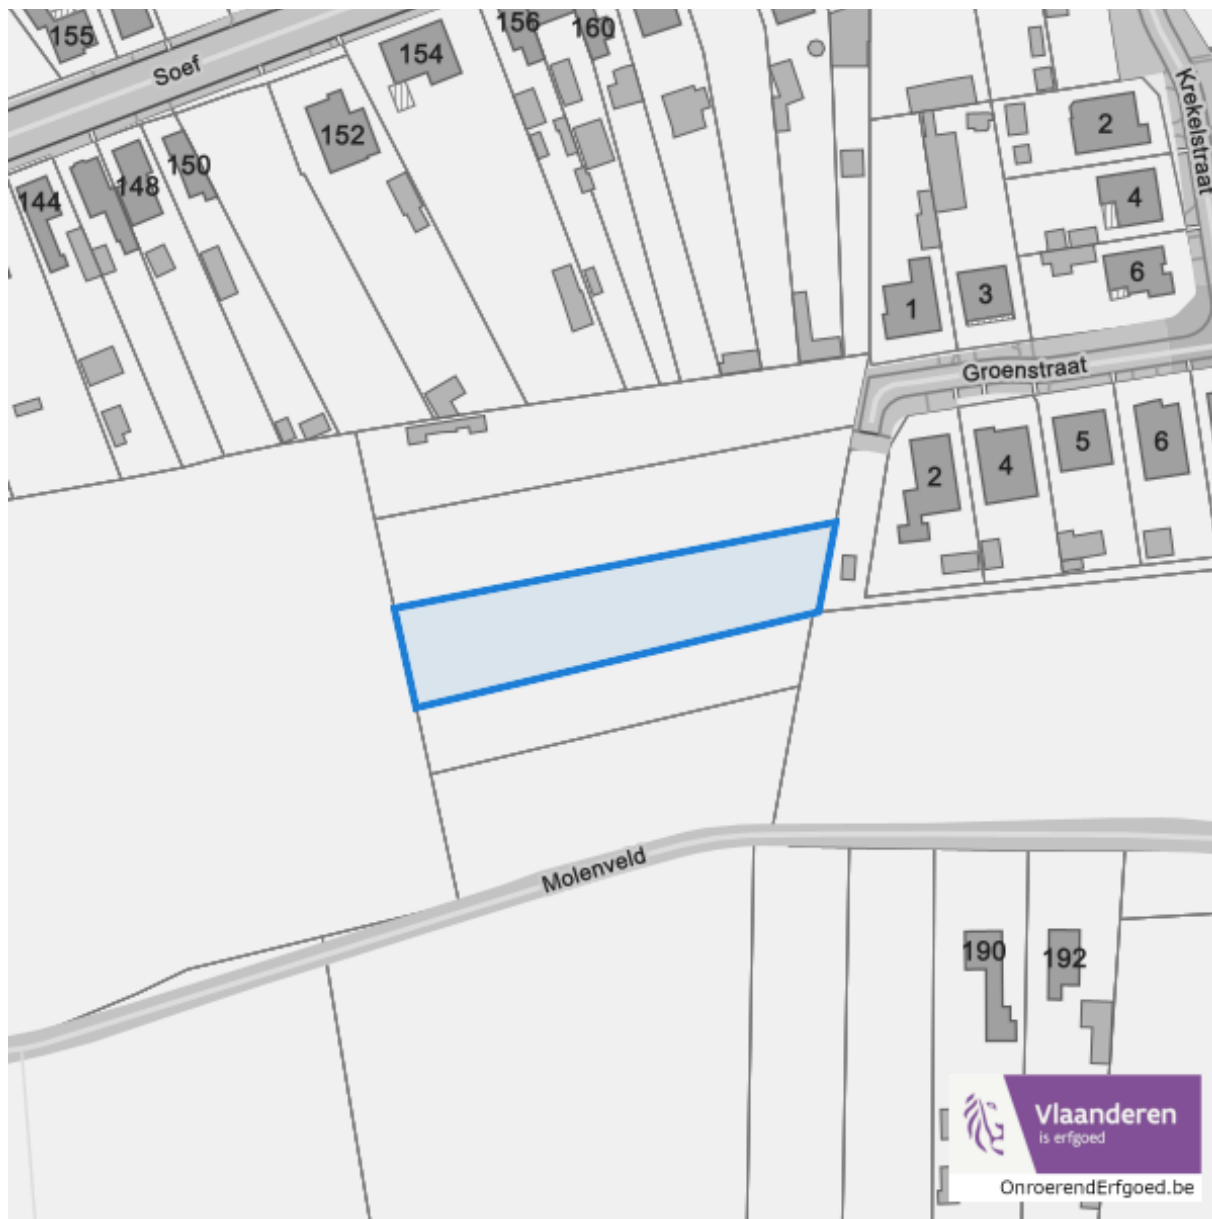 155
Soef
154
156
160
152
150
148
144
2
Krekelstraat
4
6
1
3
Groenstraat
2
4
5
6
Molenveld
190
192
Vlaanderen
is erfgoed
OnroerendErfgoed.be